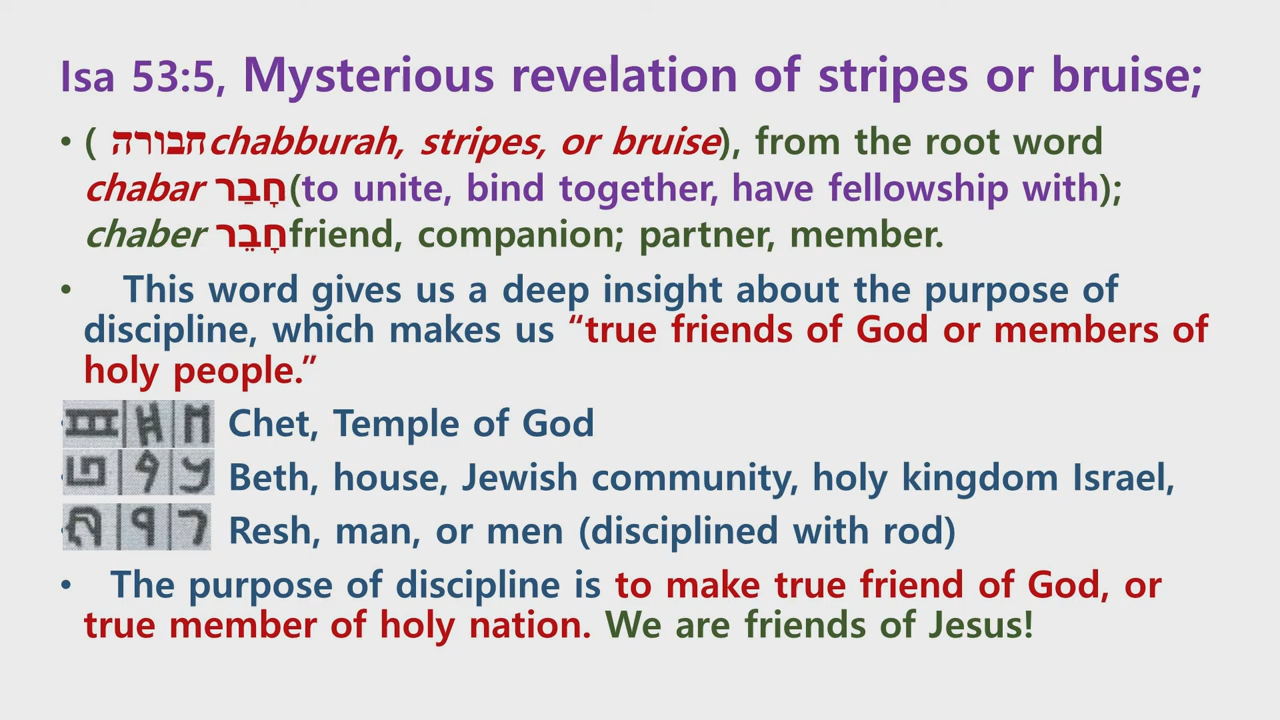 Isa 53:5, Mysterious revelation of stripes or bruise;
• ( חבורה chabburah, stripes, or bruise), from the root word
chabar חָבַר (to unite, bind together, have fellowship with);
chaber חָבֵר friend, companion; partner, member.
• This word gives us a deep insight about the purpose of
discipline, which makes us “true friends of God or members of
holy people.”
Chet, Temple of God
Beth, house, Jewish community, holy kingdom Israel,
Resh, man, or men (disciplined with rod)
• The purpose of discipline is to make true friend of God, or
true member of holy nation. We are friends of Jesus!